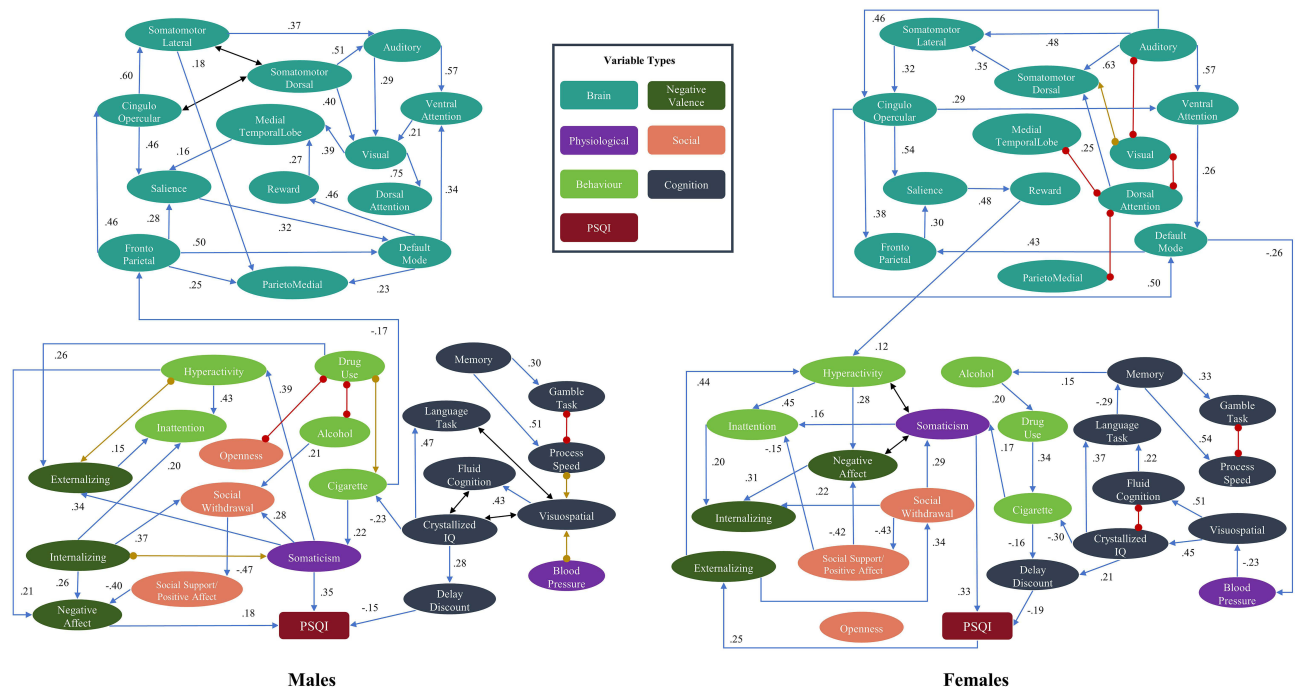 .37
Somatomotor
Lateral
.51
Auditory
.18
Somatomotor
Dorsal
.29
.57
.60
Cingulo
Opercular
.40
Ventral
Attention
Medial
TemporalLobe
.21
.39
Visual
.46
.16
.27
.75
Salience
Reward
.46
Dorsal
Attention
.34
.28
.32
.46
Fronto
Parietal
.50
Default
Mode
.25
ParietoMedial
.23
-.17
Variable Types
Brain
Negative
Valence
Physiological
Social
Behaviour
Cognition
PSQI
.46
Somatomotor
Lateral
.48
Auditory
.32
.35
Somatomotor
Dorsal
.63
.57
Cingulo
Opercular
.29
Ventral
Attention
Medial
TemporalLobe
Visual
.54
.25
.26
Salience
.48
Reward
Dorsal
Attention
.38
.30
Fronto
Parietal
.43
Default
Mode
-.26
ParietoMedial
.50
.12
.26
Hyperactivity
Drug
Use
.39
.43
Inattention
Alcohol
Openness
.15
.21
.20
Externalizing
Cigarette
Social
Withdrawal
.34
.28
.22
-.23
.37
Internalizing
Somaticism
-.47
.26
-.40
Social Support/
Positive Affect
.21
.35
Negative
Affect
.18
PSQI
-.15
Memory
.30
Gamble
Task
Language
Task
.51
.47
Process
Speed
Fluid
Cognition
.43
Visuospatial
Crystallized
IQ
.28
Blood
Pressure
Delay
Discount
Males
.44
Hyperactivity
.45
.28
Inattention
.16
Somaticism
-.15
.20
Negative
Affect
.29
.31
.22
Internalizing
Social
Withdrawal
-.42
-.43
.34
Externalizing
Social Support/
Positive Affect
.33
.25
Openness
PSQI
Alcohol
.15
Memory
.20
.33
-.29
Drug
Use
Gamble
Task
Language
Task
.17
.34
.54
.37
.22
Process
Speed
Fluid
Cognition
Cigarette
.51
-.30
Visuospatial
Crystallized
IQ
.45
-.16
-.23
Delay
Discount
.21
Blood
Pressure
-.19
Females